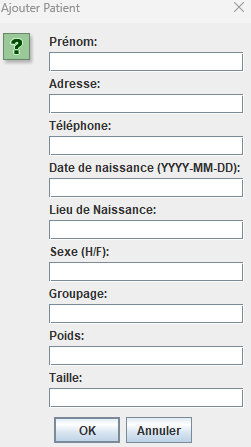 Ajouter Patient
?
Prénom:
Adresse:
Téléphone:
Date de naissance (YYYY-MM-DD):
Lieu de Naissance:
Sexe (H/F):
Groupage:
Poids:
Taille:
OK Annuler